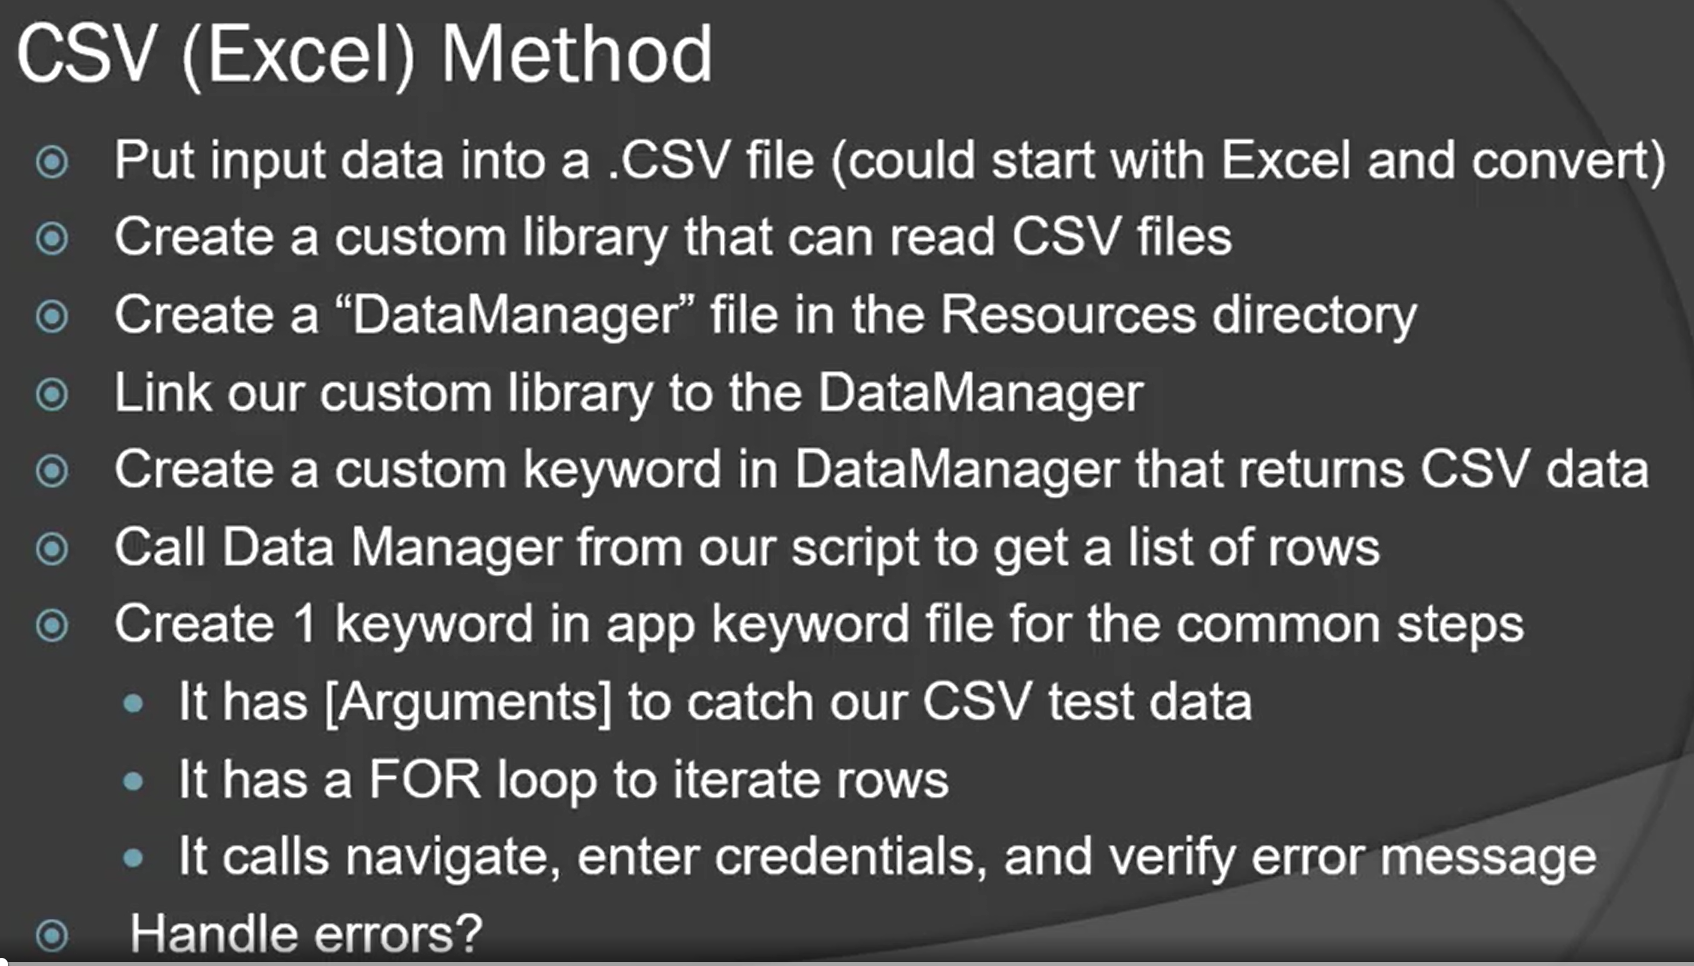 CSV (Excel) Method
Put input data into a .CSV file (could start with Excel and convert)
Create a custom library that can read CSV files
Create a “DataManager” file in the Resources directory
Link our custom library to the DataManager
Create a custom keyword in DataManager that returns CSV data
Call Data Manager from our script to get a list of rows
Create 1 keyword in app keyword file for the common steps
It has [Arguments] to catch our CSV test data
It has a FOR loop to iterate rows
It calls navigate, enter credentials, and verify error message
Handle errors?